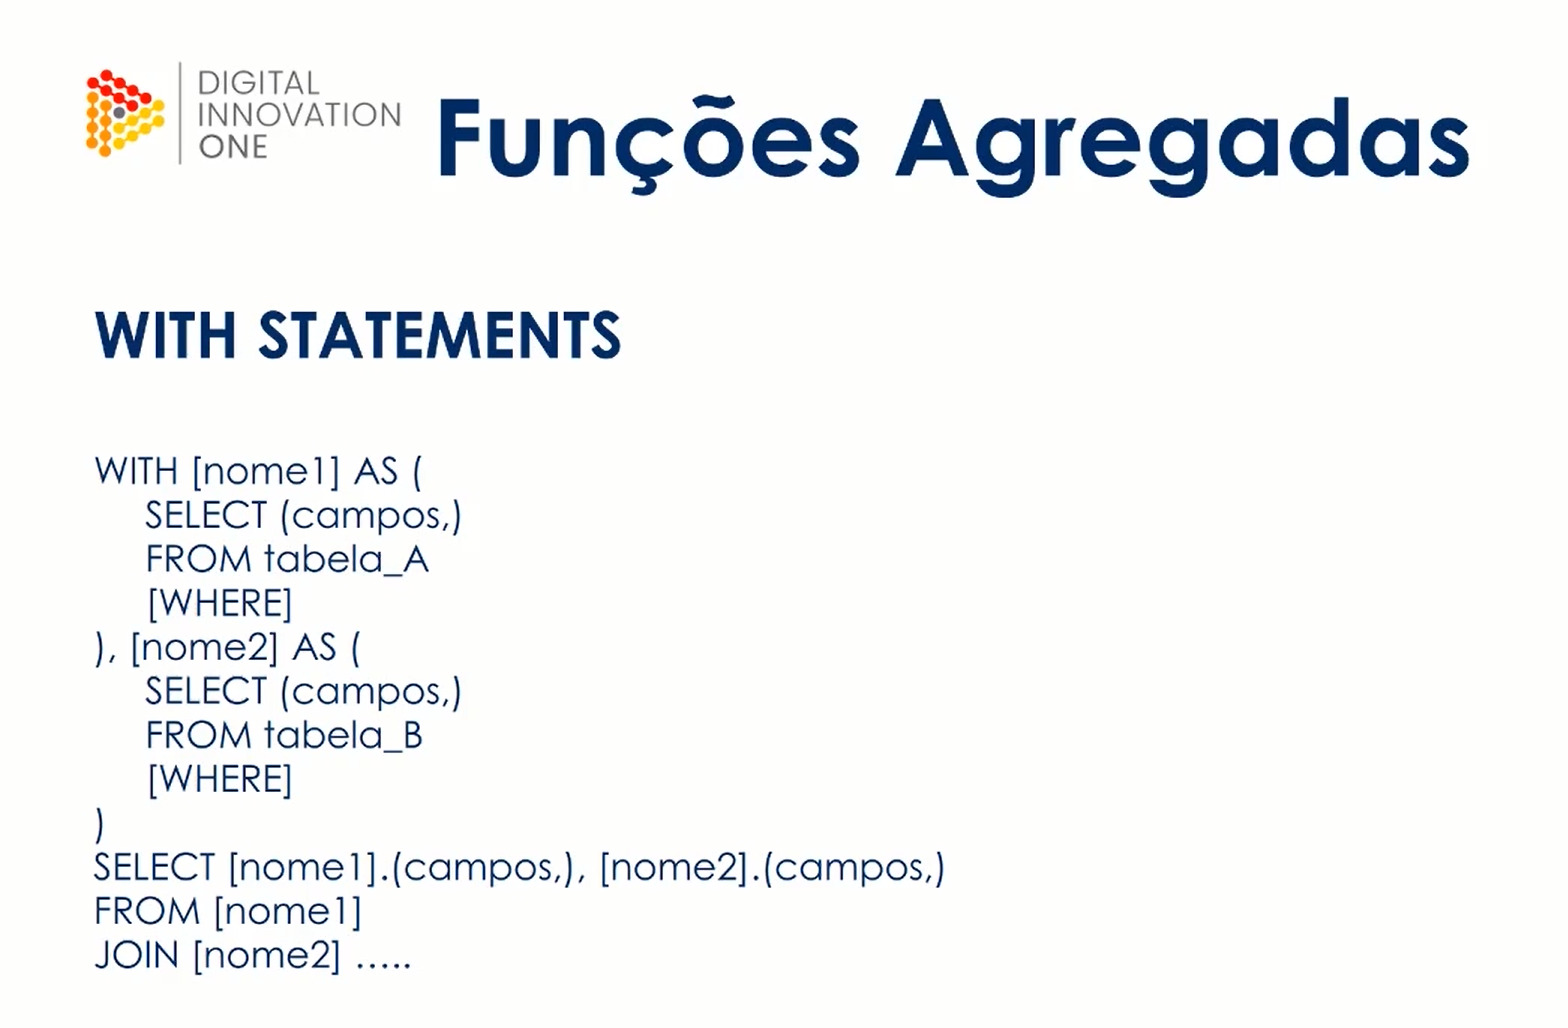 DIGITAL
INNOVATION
ONE
Funções Agregadas
WITH STATEMENTS
WITH [nome1] AS (
SELECT (campos,)
FROM tabela_A
[WHERE]
), [nome2] AS (
SELECT (campos,)
FROM tabela_B
[WHERE]
)
SELECT [nome1].(campos,), [nome2].(campos,)
FROM [nome1]
JOIN [nome2] .....